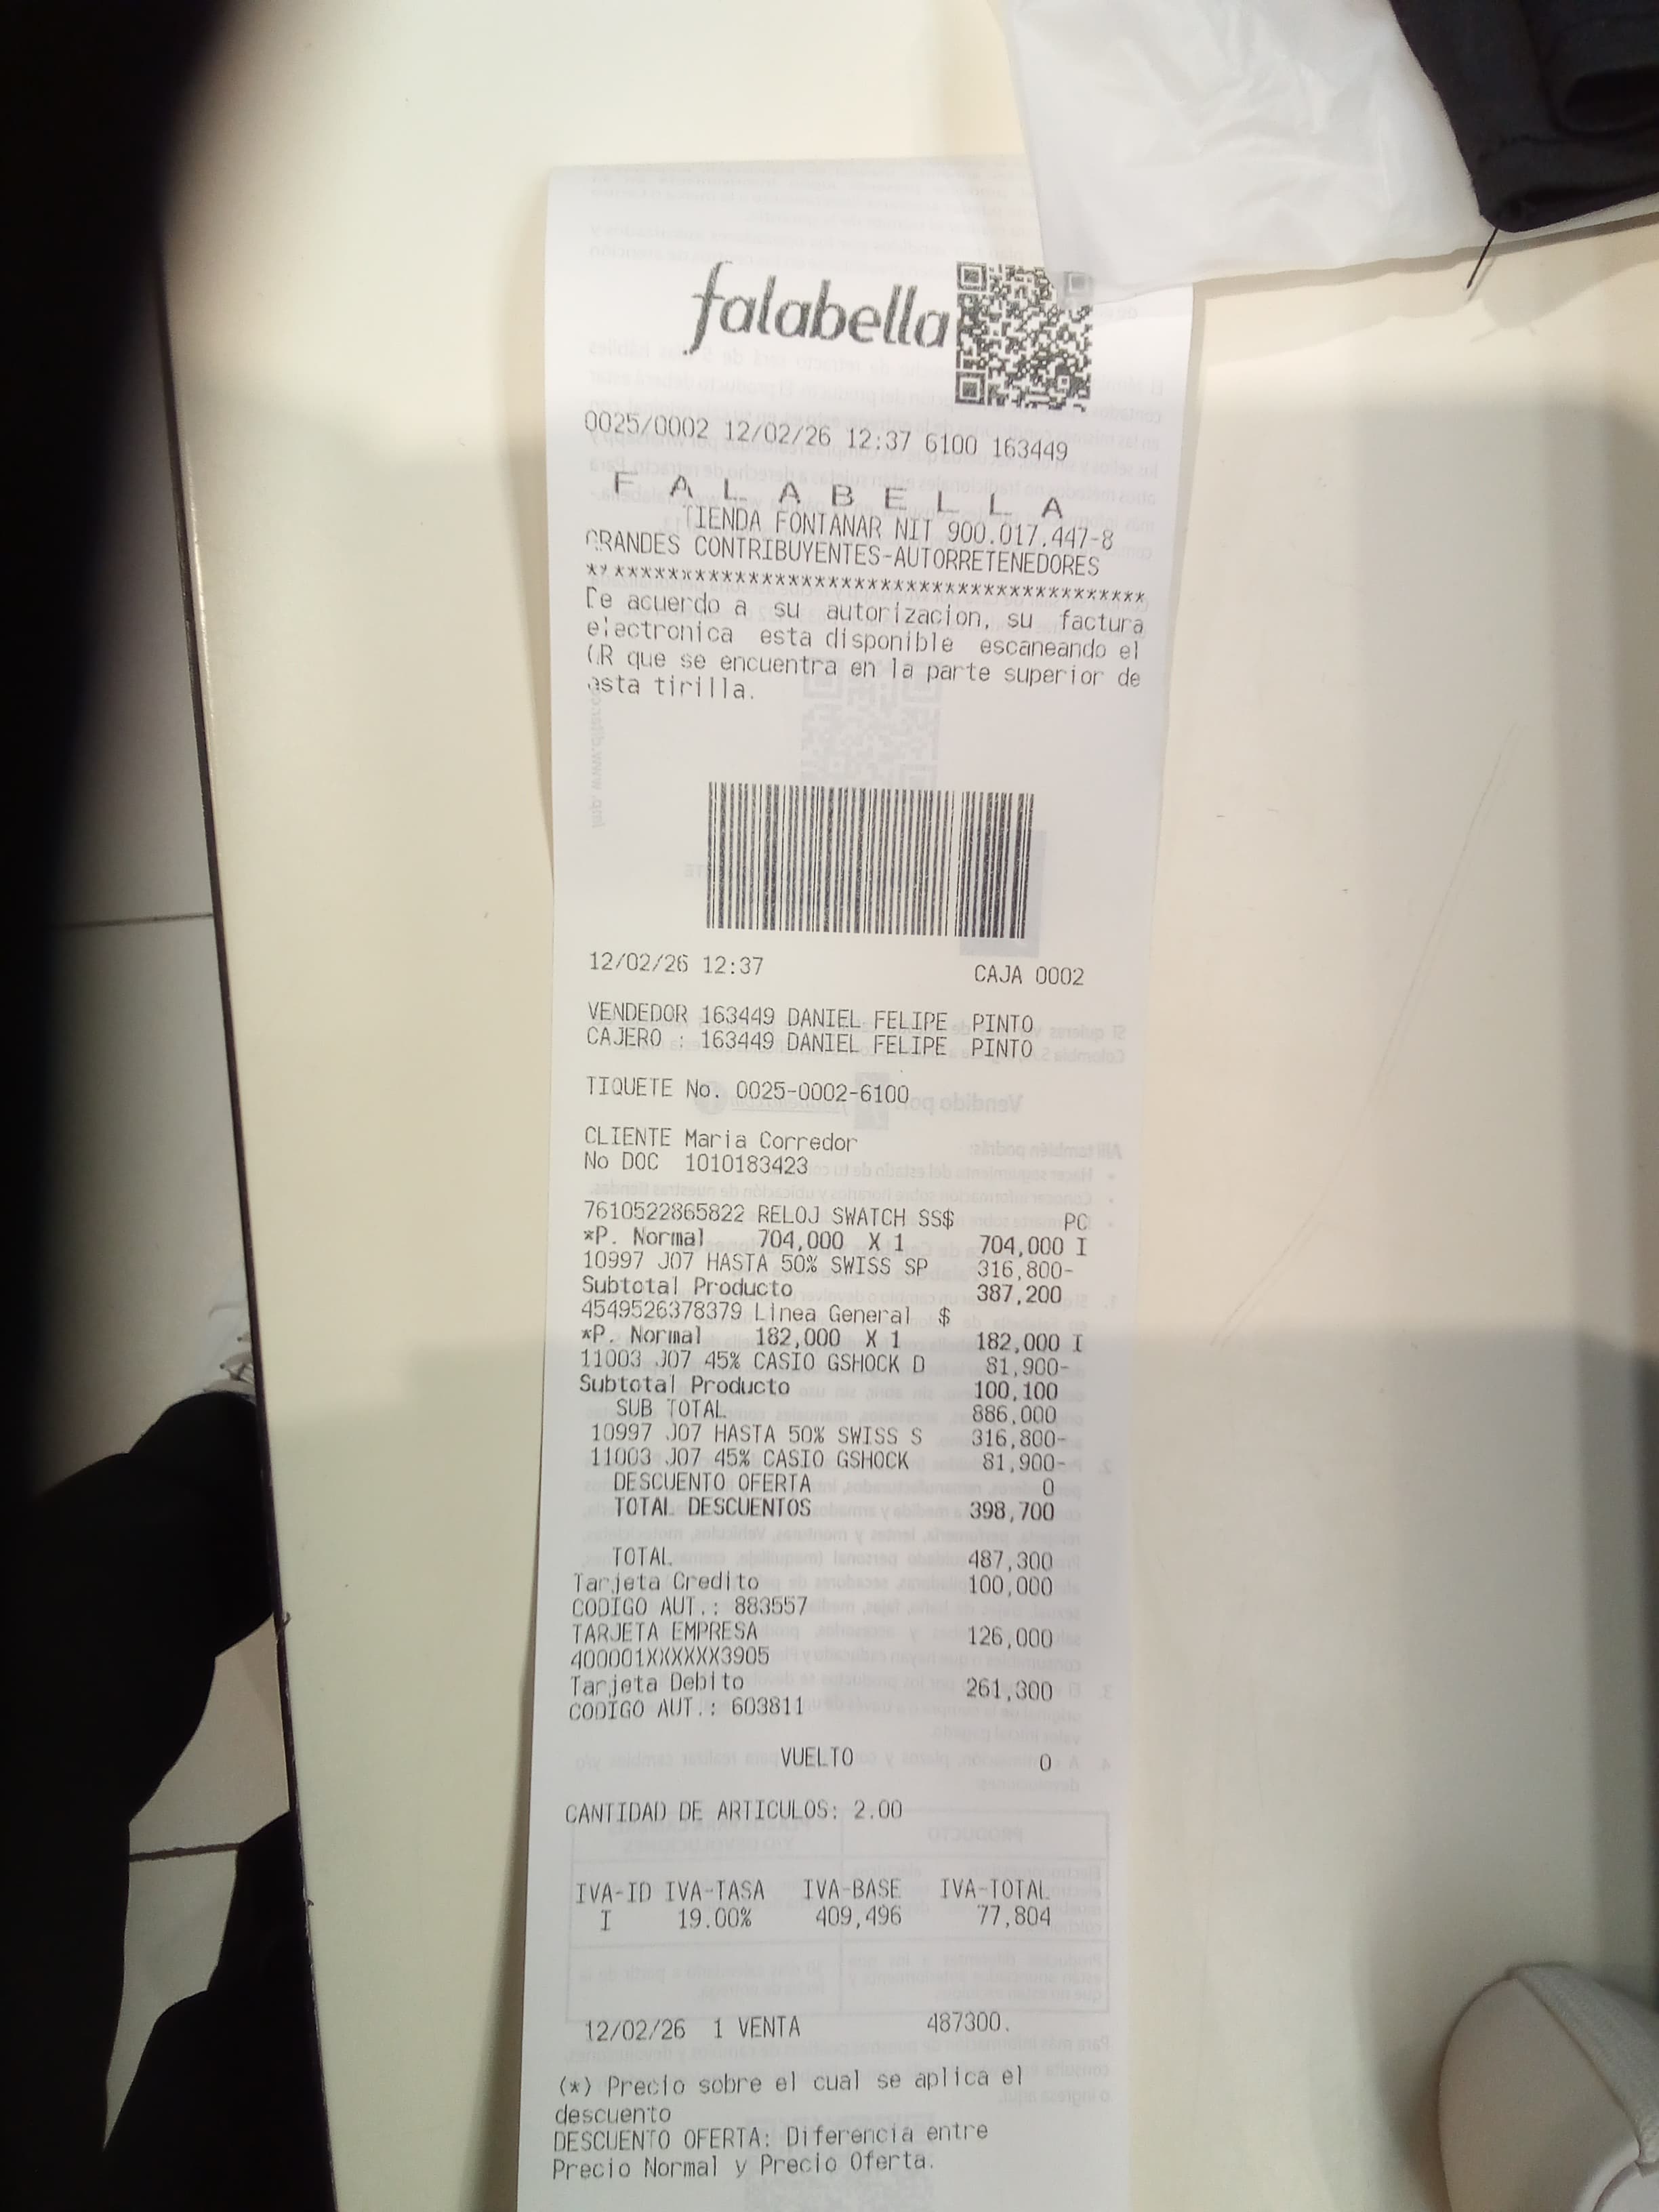 falabella
0025/0002 12/02/26 12:37 6100 163449
F A L A B E L L A
TIENDA FONTANAR NIT 900.017.447-8
GRANDES CONTRIBUYENTES-AUTORRETENEDORES
*****************************************
De acuerdo a su autorizacion, su factura
electronica esta disponible escaneando el
QR que se encuentra en la parte superior de
esta tirilla.
12/02/26 12:37 CAJA 0002
VENDEDOR 163449 DANIEL FELIPE PINTO
CAJERO : 163449 DANIEL FELIPE PINTO
TIQUETE No. 0025-0002-6100
CLIENTE Maria Corredor
No DOC 1010183423
7610522865822 RELOJ SWATCH SS$ PC
*P. Normal 704,000 X 1 704,000 I
10997 J07 HASTA 50% SWISS SP 316,800-
Subtotal Producto 387,200
4549526378379 Linea General $
*P. Normal 182,000 X 1 182,000 I
11003 J07 45% CASIO GSHOCK D 81,900-
Subtotal Producto 100,100
SUB TOTAL 886,000
10997 J07 HASTA 50% SWISS S 316,800-
11003 J07 45% CASIO GSHOCK 81,900-
DESCUENTO OFERTA 0
TOTAL DESCUENTOS 398,700
TOTAL 487,300
Tarjeta Credito 100,000
CODIGO AUT.: 883557
TARJETA EMPRESA 126,000
400001XXXXXX3905
Tarjeta Debito 261,300
CODIGO AUT.: 603811
VUELTO 0
CANTIDAD DE ARTICULOS: 2.00
IVA-ID IVA-TASA IVA-BASE IVA-TOTAL
I 19.00% 409,496 77,804
12/02/26 1 VENTA 487300.
(*) Precio sobre el cual se aplica el
descuento
DESCUENTO OFERTA: Diferencia entre
Precio Normal y Precio Oferta.